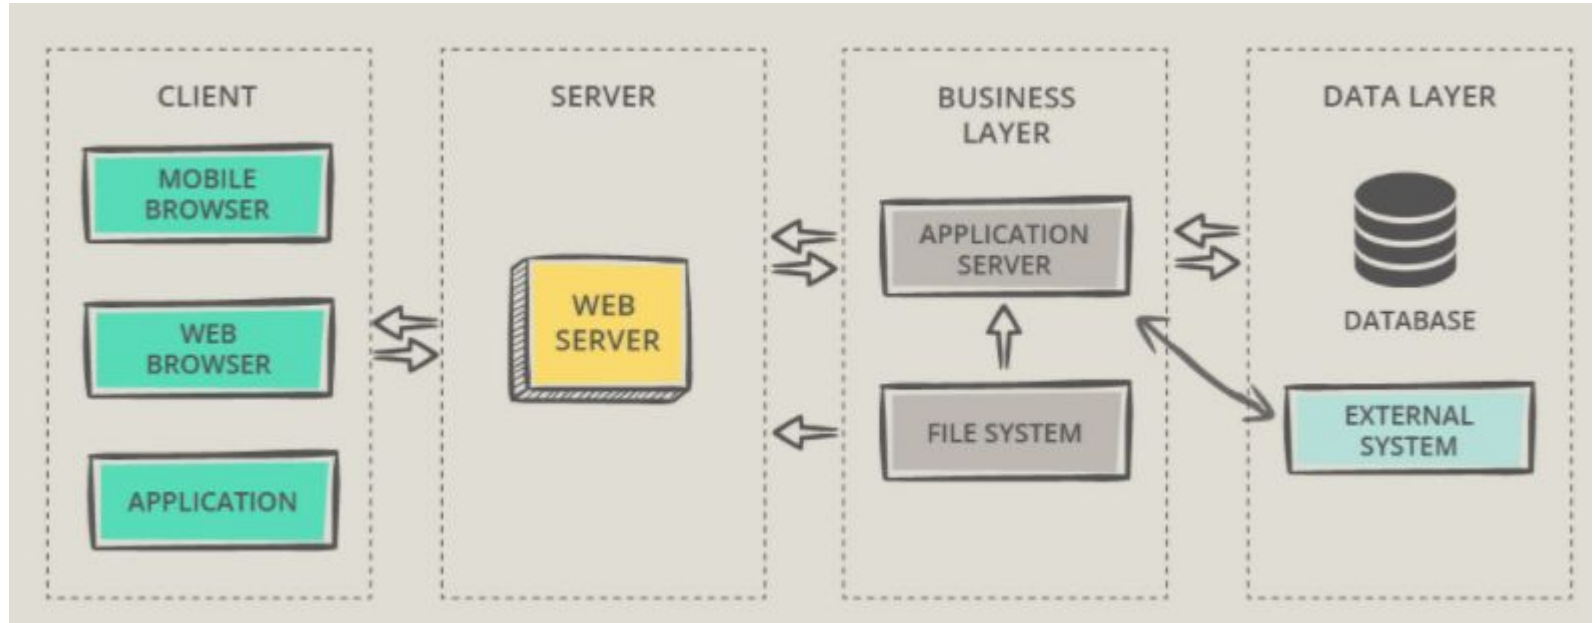 CLIENT
MOBILE
BROWSER
WEB
BROWSER
APPLICATION
SERVER
WEB
SERVER
BUSINESS
LAYER
APPLICATION
SERVER
FILE SYSTEM
DATA LAYER
DATABASE
EXTERNAL
SYSTEM